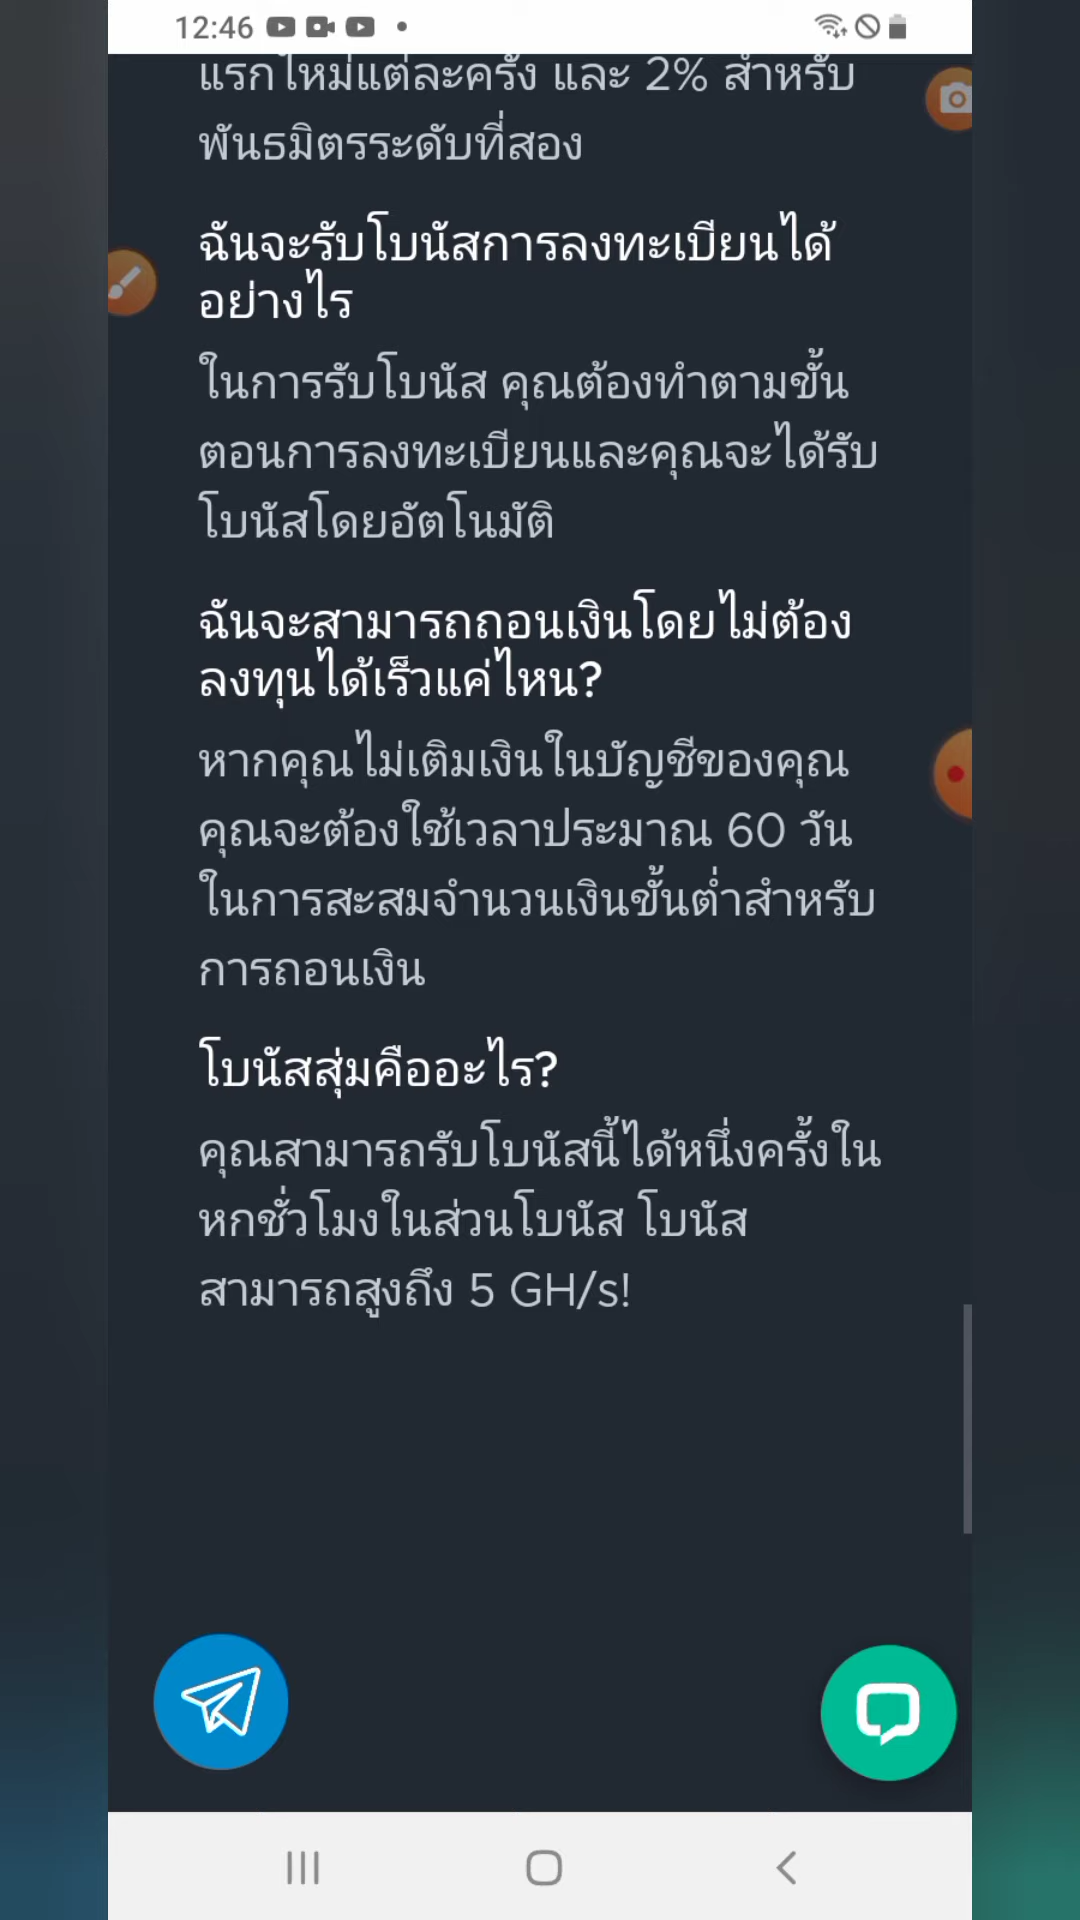 12:46
แรกใหม่แต่ละครั้ง และ 2% สำหรับ
พันธมิตรระดับที่สอง
ฉันจะรับโบนัสการลงทะเบียนได้
อย่างไร
ในการรับโบนัส คุณต้องทำตามขั้น
ตอนการลงทะเบียนและคุณจะได้รับ
โบนัสโดยอัตโนมัติ
ฉันจะสามารถถอนเงินโดยไม่ต้อง
ลงทุนได้เร็วแค่ไหน?
หากคุณไม่เติมเงินในบัญชีของคุณ
คุณจะต้องใช้เวลาประมาณ 60 วัน
ในการสะสมจำนวนเงินขั้นต่ำสำหรับ
การถอนเงิน
โบนัสสุ่มคืออะไร?
คุณสามารถรับโบนัสนี้ได้หนึ่งครั้งใน
หกชั่วโมงในส่วนโบนัส โบนัส
สามารถสูงถึง 5 GH/s!